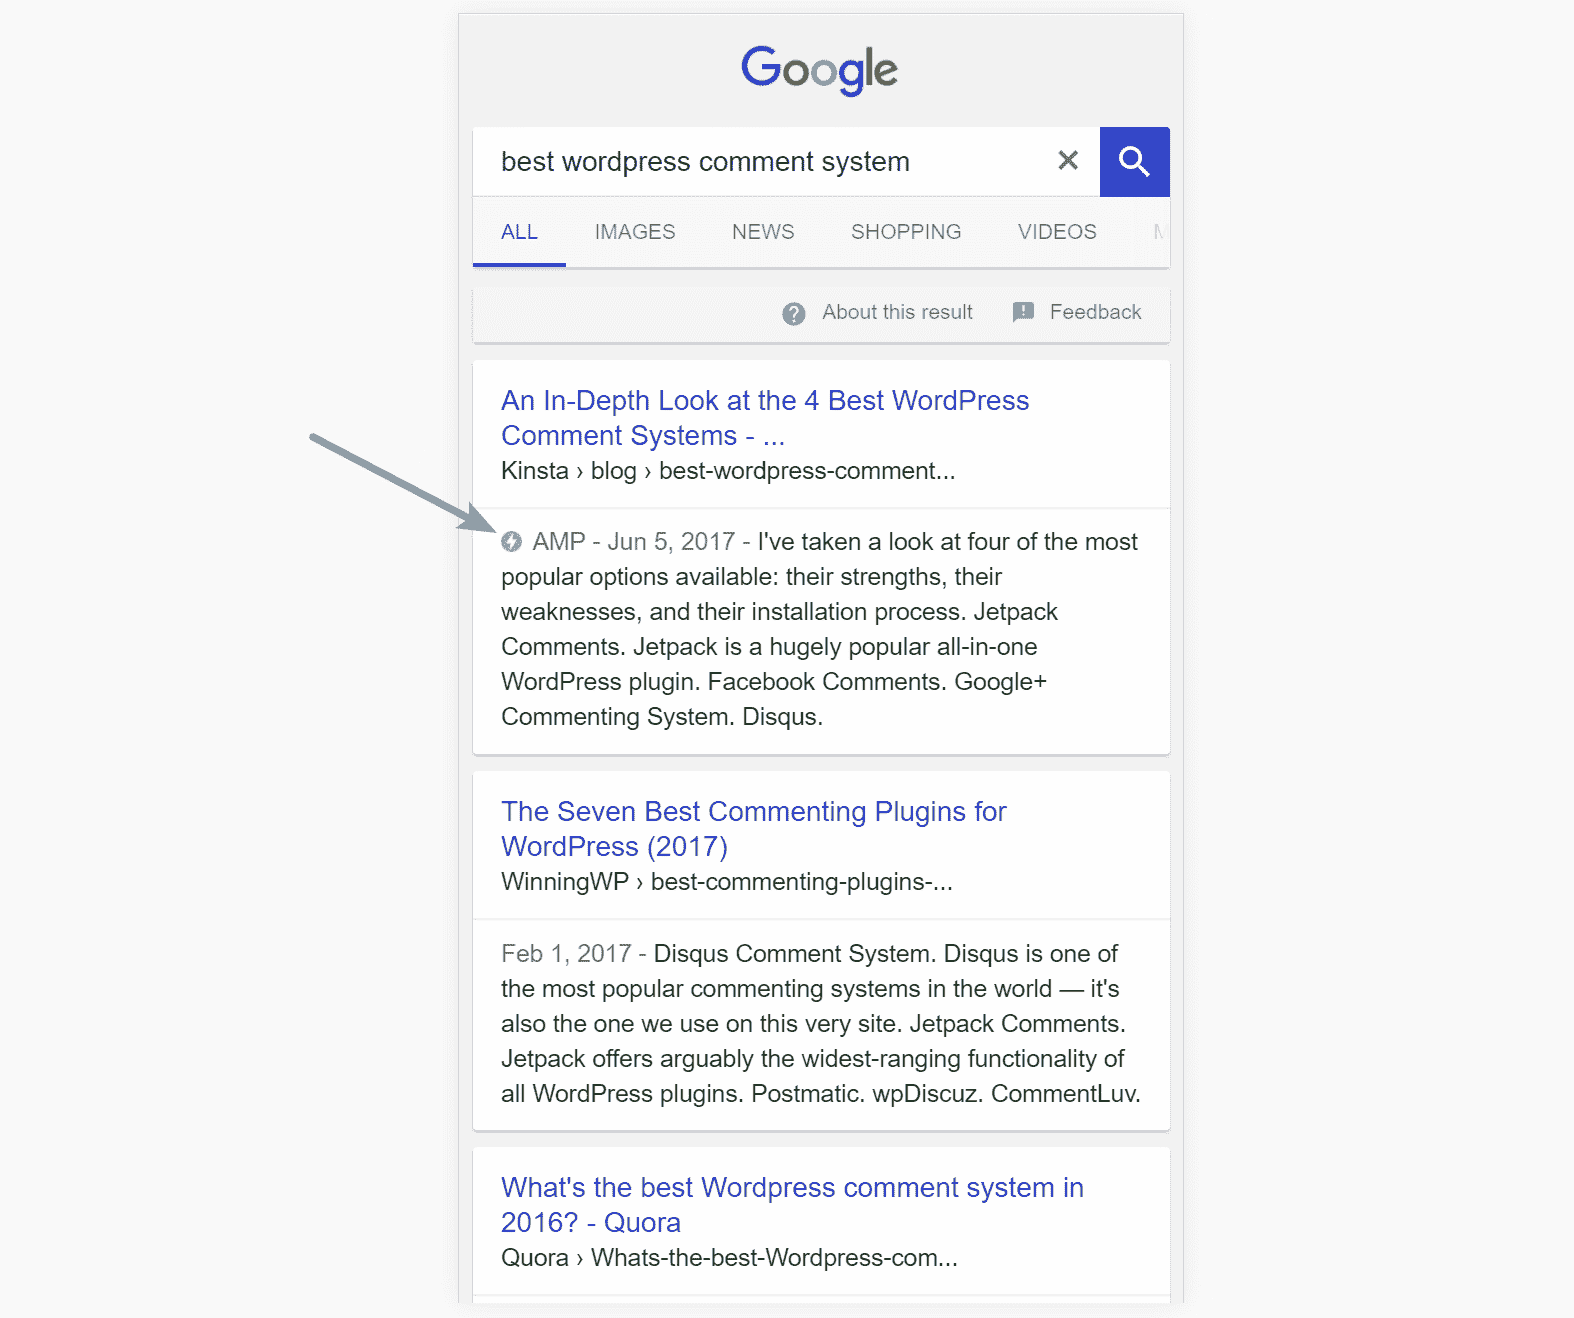 Google
best wordpress comment system
ALL IMAGES NEWS SHOPPING VIDEOS M
About this result Feedback
An In-Depth Look at the 4 Best WordPress
Comment Systems - ...
Kinsta › blog › best-wordpress-comment...
AMP - Jun 5, 2017 - I've taken a look at four of the most
popular options available: their strengths, their
weaknesses, and their installation process. Jetpack
Comments. Jetpack is a hugely popular all-in-one
WordPress plugin. Facebook Comments. Google+
Commenting System. Disqus.
The Seven Best Commenting Plugins for
WordPress (2017)
WinningWP › best-commenting-plugins-...
Feb 1, 2017 - Disqus Comment System. Disqus is one of
the most popular commenting systems in the world — it's
also the one we use on this very site. Jetpack Comments.
Jetpack offers arguably the widest-ranging functionality of
all WordPress plugins. Postmatic. wpDiscuz. CommentLuv.
What's the best Wordpress comment system in
2016? - Quora
Quora › Whats-the-best-Wordpress-com...